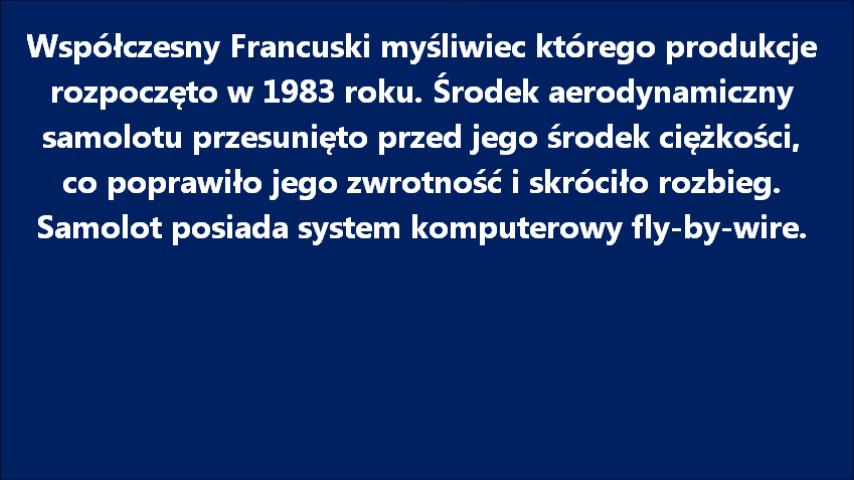 Współczesny Francuski myśliwiec którego produkcje
rozpoczęto w 1983 roku. Środek aerodynamiczny
samolotu przesunięto przed jego środek ciężkości,
co poprawiło jego zwrotność i skróciło rozbieg.
Samolot posiada system komputerowy fly-by-wire.